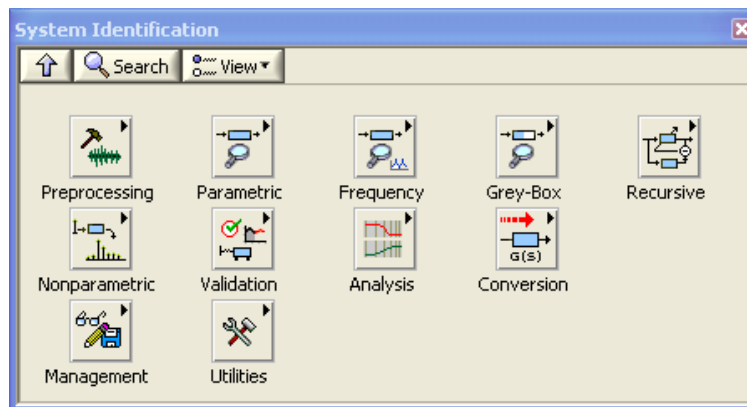 System Identification
Search View
Preprocessing Parametric Frequency Grey-Box Recursive
G(s)
Nonparametric Validation Analysis Conversion
Management Utilities